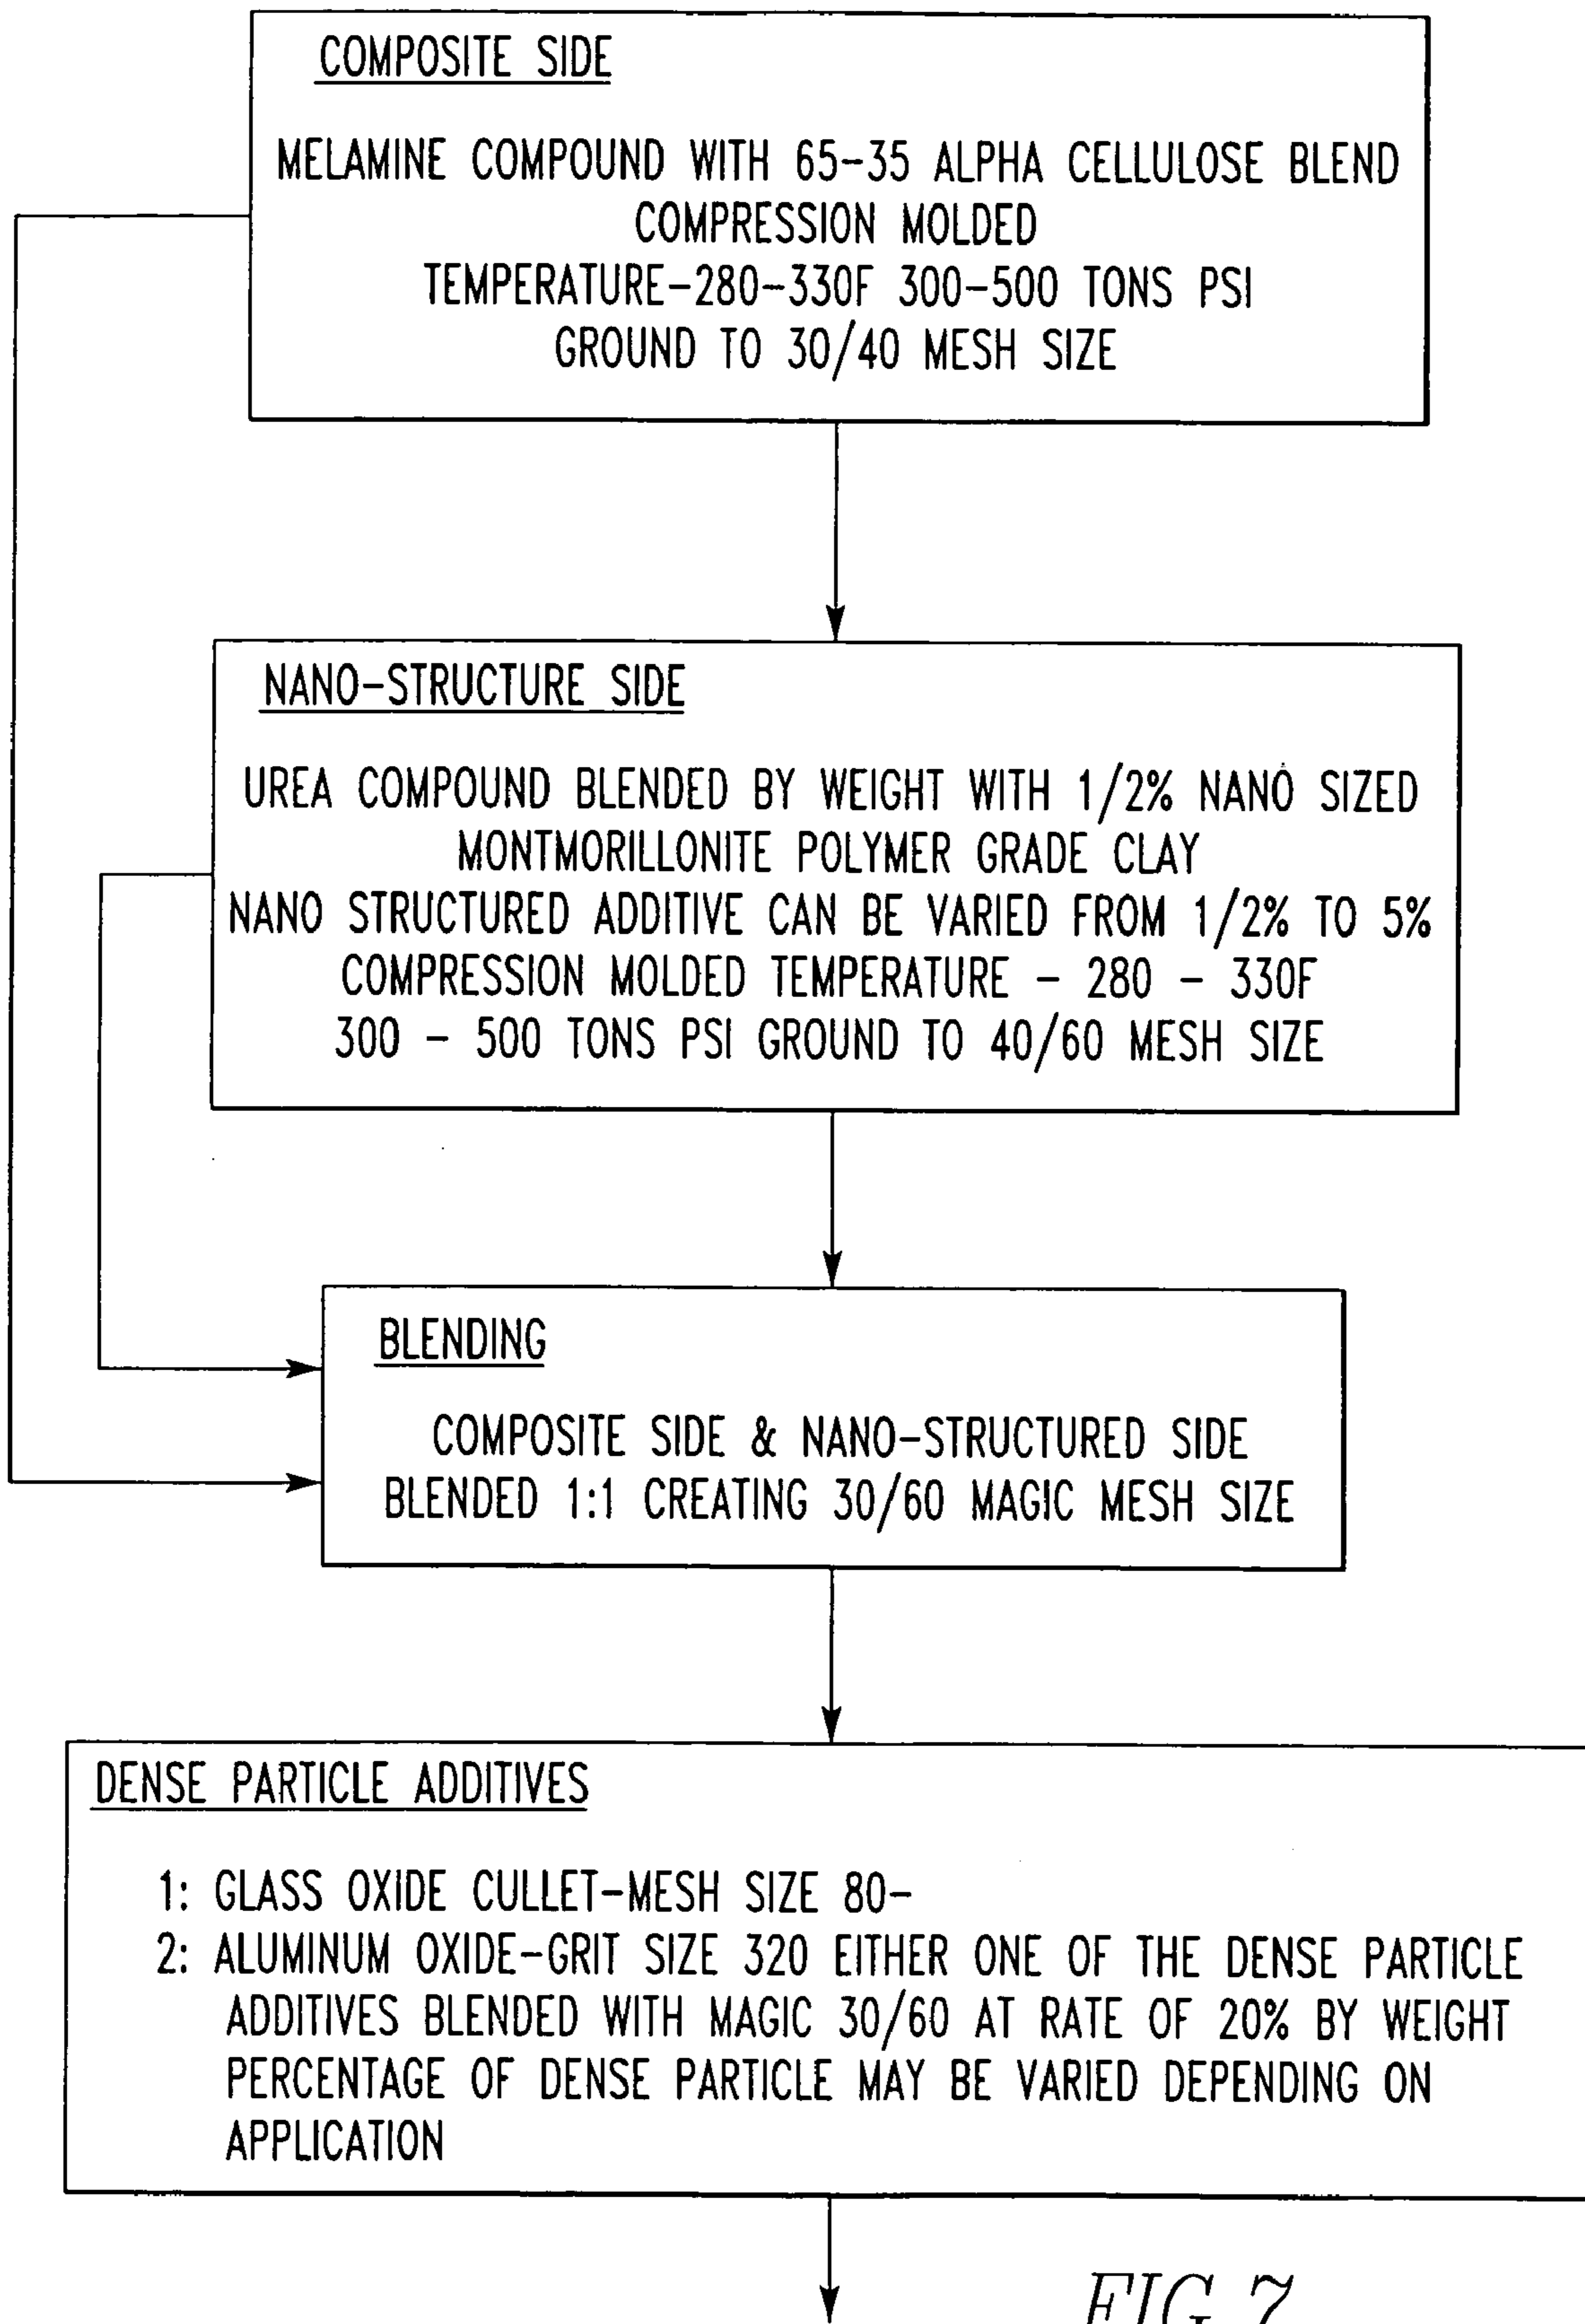 COMPOSITE SIDE
MELAMINE COMPOUND WITH 65-35 ALPHA CELLULOSE BLEND
COMPRESSION MOLDED
TEMPERATURE-280-330F 300-500 TONS PSI
GROUND TO 30/40 MESH SIZE
NANO-STRUCTURE SIDE
UREA COMPOUND BLENDED BY WEIGHT WITH 1/2% NANO SIZED
MONTMORILLONITE POLYMER GRADE CLAY
NANO STRUCTURED ADDITIVE CAN BE VARIED FROM 1/2% TO 5%
COMPRESSION MOLDED TEMPERATURE - 280 - 330F
300 - 500 TONS PSI GROUND TO 40/60 MESH SIZE
BLENDING
COMPOSITE SIDE & NANO-STRUCTURED SIDE
BLENDED 1:1 CREATING 30/60 MAGIC MESH SIZE
DENSE PARTICLE ADDITIVES
1: GLASS OXIDE CULLET-MESH SIZE 80-
2: ALUMINUM OXIDE-GRIT SIZE 320 EITHER ONE OF THE DENSE PARTICLE
ADDITIVES BLENDED WITH MAGIC 30/60 AT RATE OF 20% BY WEIGHT
PERCENTAGE OF DENSE PARTICLE MAY BE VARIED DEPENDING ON
APPLICATION
FIG. 7